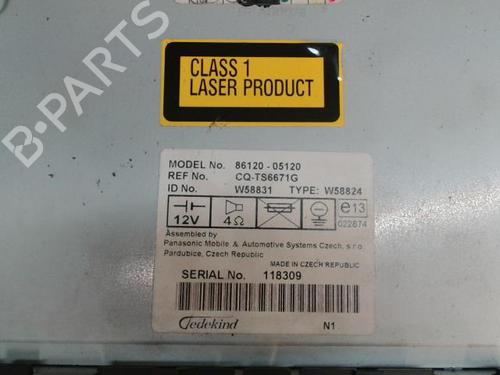 CLASS 1
LASER PRODUCT
MODEL No. 86120 - 05120
REF No. CQ-TS6671G
ID No. W58831 TYPE: W58824
12V 4Ω e13
022674
Assembled by
Panasonic Mobile & Automotive Systems Czech, s.r.o
Pardubice, Czech Republic
MADE IN CZECH REPUBLIC
SERIAL No. 118309
Gedekind N1
B-PARTS